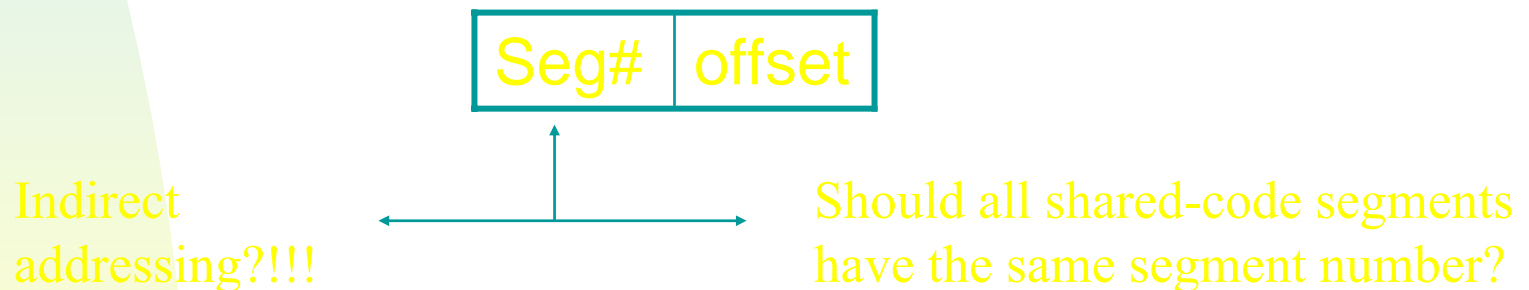 Seg# offset
Indirect
addressing?!!!
Should all shared-code segments
have the same segment number?